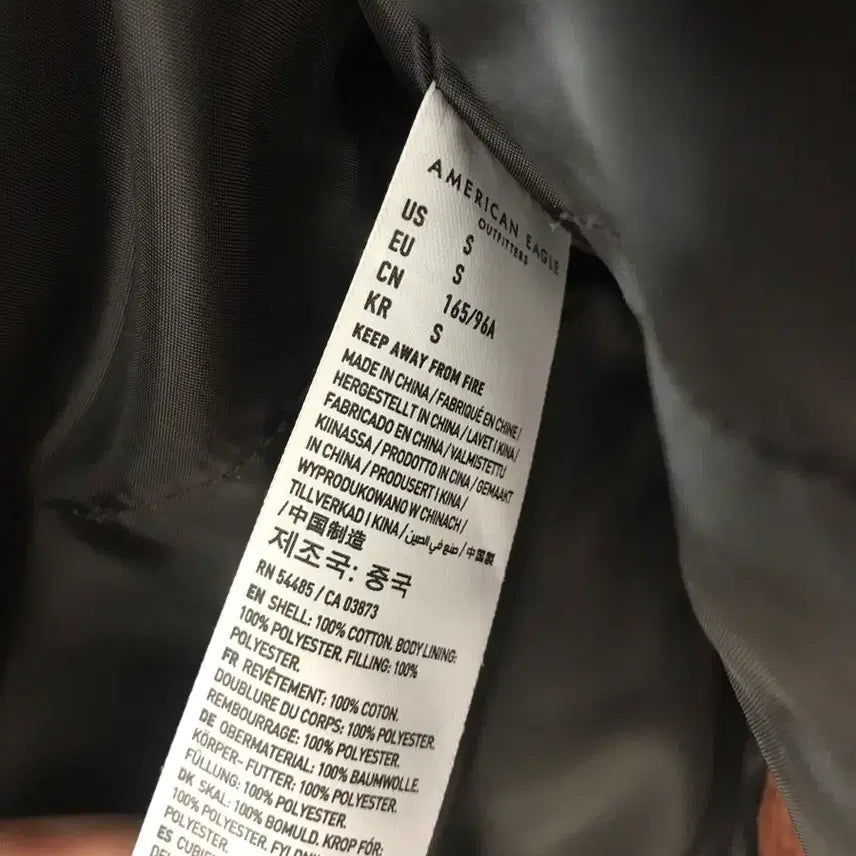 AMERICAN EAGLE
OUTFITTERS
US S
EU S
CN 165/96A
KR S
KEEP AWAY FROM FIRE
MADE IN CHINA / FABRIQUÉ EN CHINE /
HERGESTELLT IN CHINA / LAVET I KINA /
FABRICADO EN CHINA / VALMISTETTU
KIINASSA / PRODOTTO IN CINA / GEMAAKT
IN CHINA / PRODUSERT I KINA /
WYPRODUKOWANO W CHINACH /
TILLVERKAD I KINA / صنع في الصين / 中國製
/ 中国制造
제조국: 중국
RN 54485 / CA 03873
EN SHELL: 100% COTTON. BODY LINING:
100% POLYESTER. FILLING: 100%
POLYESTER.
FR REVÊTEMENT: 100% COTON.
DOUBLURE DU CORPS: 100% POLYESTER.
REMBOURRAGE: 100% POLYESTER.
DE OBERMATERIAL: 100% BAUMWOLLE.
KÖRPER-FUTTER: 100% POLYESTER.
FÜLLUNG: 100% POLYESTER.
DK SKAL: 100% BOMULD. KROP FÓR:
100% POLYESTER. FYLDN
POLYESTER.
ES CUBIE